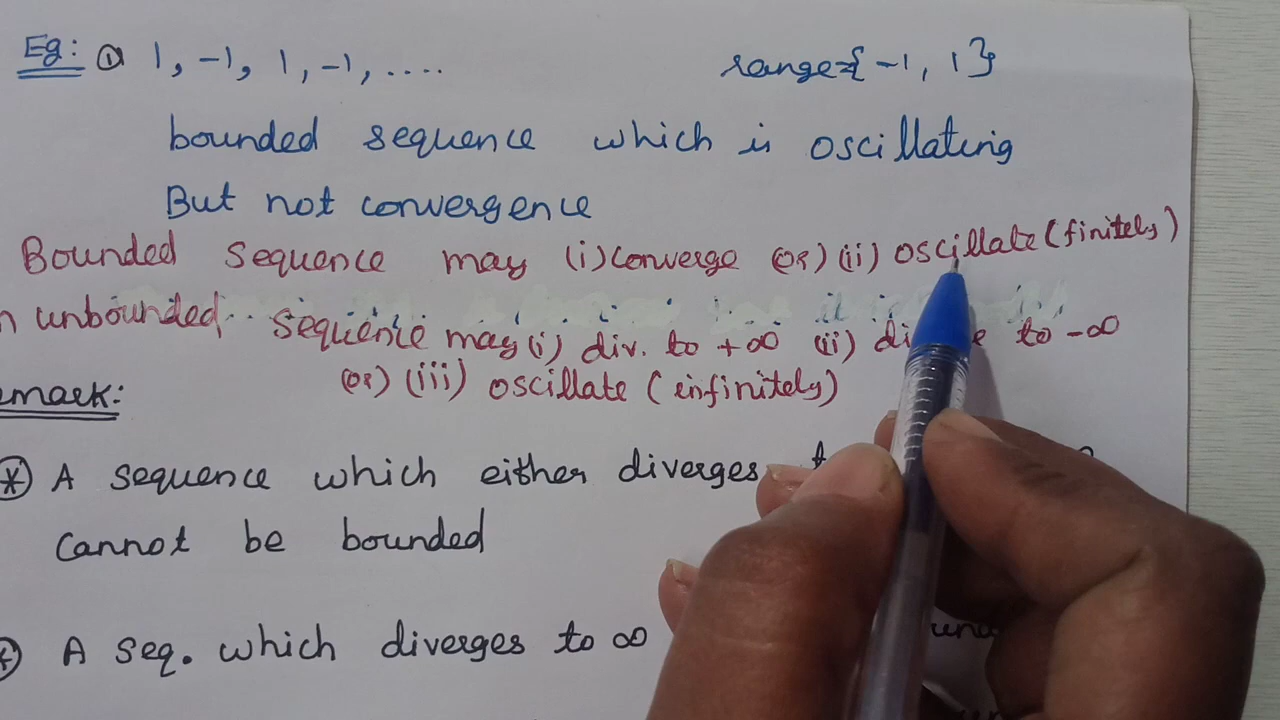 Eg: ① 1, -1, 1, -1, .... range={-1, 1}
bounded sequence which is oscillating
But not convergence
Bounded sequence may (i) converge (or) (ii) oscillate (finitely)
unbounded sequence may (i) div. to +∞ (ii) to -∞
(or) (iii) oscillate (infinitely)
mark:
(*) A sequence which either diverges
cannot be bounded
A seq. which diverges to ∞